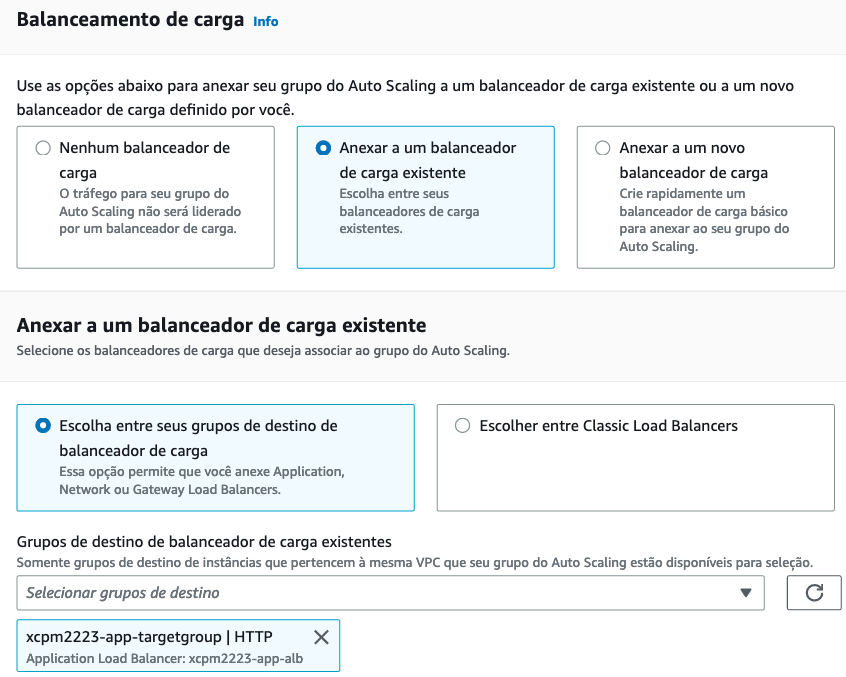 Balanceamento de carga Info
Use as opções abaixo para anexar seu grupo do Auto Scaling a um balanceador de carga existente ou a um novo
balanceador de carga definido por você.
Nenhum balanceador de
carga
O tráfego para seu grupo do
Auto Scaling não será liderado
por um balanceador de carga.
Anexar a um balanceador
de carga existente
Escolha entre seus
balanceadores de carga
existentes.
Anexar a um novo
balanceador de carga
Crie rapidamente um
balanceador de carga básico
para anexar ao seu grupo do
Auto Scaling.
Anexar a um balanceador de carga existente
Selecione os balanceadores de carga que deseja associar ao grupo do Auto Scaling.
Escolha entre seus grupos de destino de
balanceador de carga
Essa opção permite que você anexe Application,
Network ou Gateway Load Balancers.
Escolher entre Classic Load Balancers
Grupos de destino de balanceador de carga existentes
Somente grupos de destino de instâncias que pertencem à mesma VPC que seu grupo do Auto Scaling estão disponíveis para seleção.
Selecionar grupos de destino
xcpm2223-app-targetgroup | HTTP
Application Load Balancer: xcpm2223-app-alb